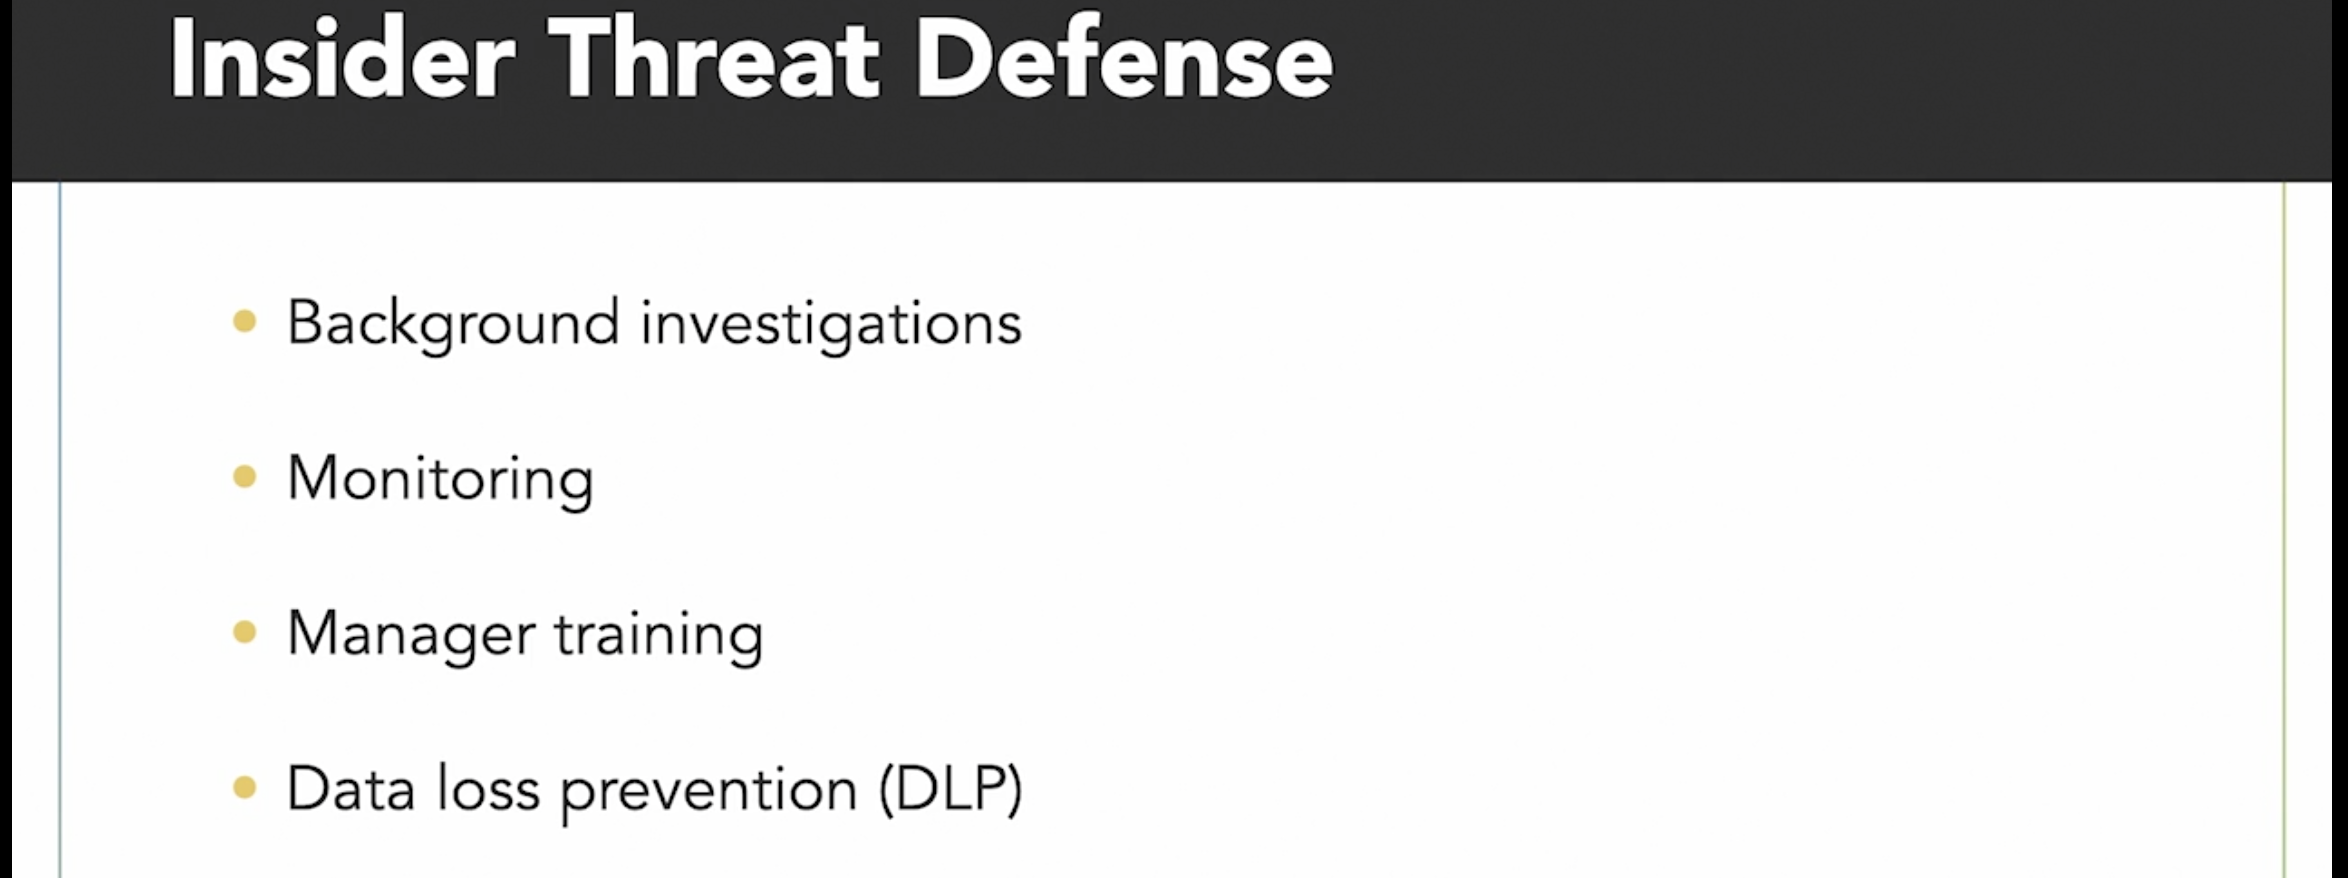 Insider Threat Defense
• Background investigations
• Monitoring
• Manager training
• Data loss prevention (DLP)